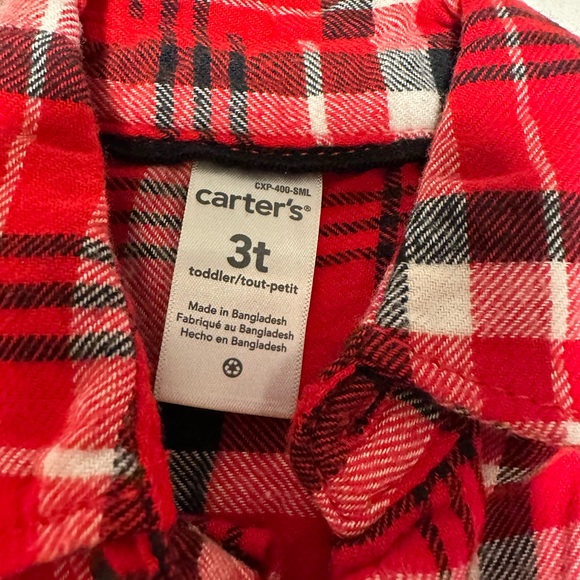 CXP-400-SML
carter's®
3t
toddler/tout-petit
Made in Bangladesh
Fabriqué au Bangladesh
Hecho en Bangladesh